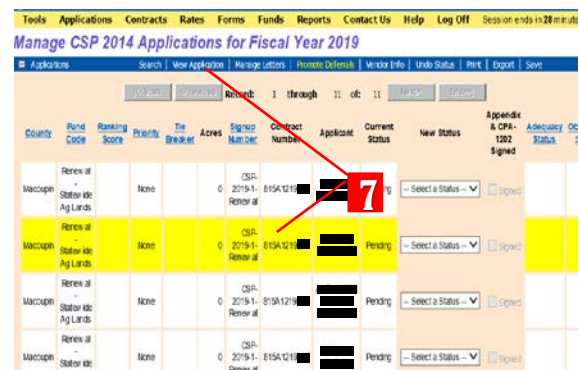 Tools Applications Contracts Rates Forms Funds Reports Contact Us Help Log Off Session ends in 28 minut
Manage CSP 2014 Applications for Fiscal Year 2019
Applications Search | View Application | Manage Letters | Promote Deferrals | Vendor Info | Undo Status | Print | Export | Save
Record: 1 through 11 of: 11
County Fund Code Ranking Score Priority Tie Breaker Acres Signup Number Contract Number Applicant Current Status New Status Appendix & CPA-1202 Signed Adequacy Status
Macoupin Renewal - Statewide Ag Lands None 0 CSP-2019-1-Renewal 815A1219 -- Select a Status -- Signed
7
Macoupin Renewal - Statewide Ag Lands None 0 CSP-2019-1-Renewal 815A1219 Pending -- Select a Status -- Signed
Macoupin Renewal - Statewide Ag Lands None 0 CSP-2019-1-Renewal 815A1219 Pending -- Select a Status -- Signed
Macoupin Renewal - Statewide None 0 CSP-2019-1-Renewal 815A1219 Pending -- Select a Status -- Signed